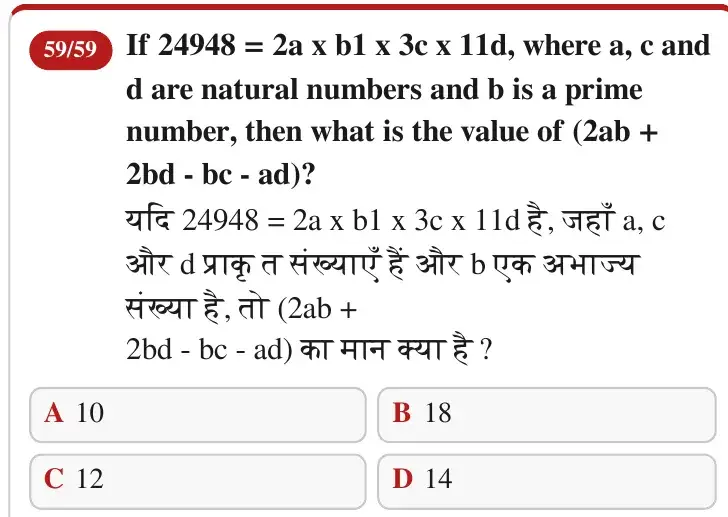 59/59 If 24948 = 2a x b1 x 3c x 11d, where a, c and
d are natural numbers and b is a prime
number, then what is the value of (2ab +
2bd - bc - ad)?
यदि 24948 = 2a x b1 x 3c x 11d है, जहाँ a, c
और d प्राकृ त संख्याएँ हैं और b एक अभाज्य
संख्या है, तो (2ab +
2bd - bc - ad) का मान क्या है ?
A 10
B 18
C 12
D 14